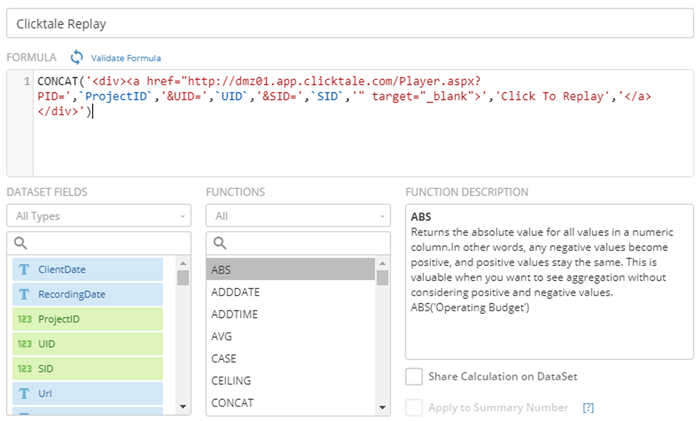 Clicktale Replay
FORMULA Validate Formula
1 CONCAT('<div><a href="http://dmz01.app.clicktale.com/Player.aspx?
PID=',`ProjectID`,'&UID=',`UID`,'&SID=',`SID`,'" target="_blank">','Click To Replay','</a>
</div>')
DATASET FIELDS
All Types
T ClientDate
T RecordingDate
123 ProjectID
123 UID
123 SID
T Url
FUNCTIONS
All
ABS
ADDDATE
ADDTIME
AVG
CASE
CEILING
CONCAT
FUNCTION DESCRIPTION
ABS
Returns the absolute value for all values in a numeric
column.In other words, any negative values become
positive, and positive values stay the same. This is
valuable when you want to see aggregation without
considering positive and negative values.
ABS('Operating Budget')
Share Calculation on DataSet
Apply to Summary Number [?]